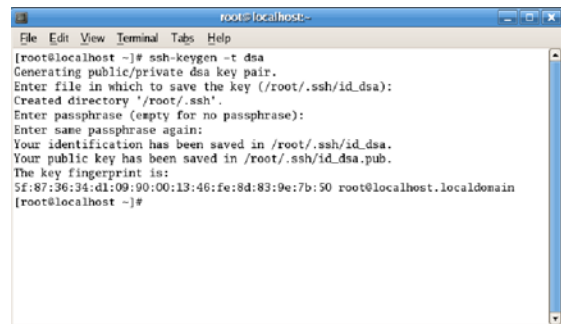 root@localhost:~
File Edit View Terminal Tabs Help
[root@localhost ~]# ssh-keygen -t dsa
Generating public/private dsa key pair.
Enter file in which to save the key (/root/.ssh/id_dsa):
Created directory '/root/.ssh'.
Enter passphrase (empty for no passphrase):
Enter same passphrase again:
Your identification has been saved in /root/.ssh/id_dsa.
Your public key has been saved in /root/.ssh/id_dsa.pub.
The key fingerprint is:
5f:87:36:34:d1:09:90:00:13:46:fe:8d:83:9e:7b:50 root@localhost.localdomain
[root@localhost ~]#